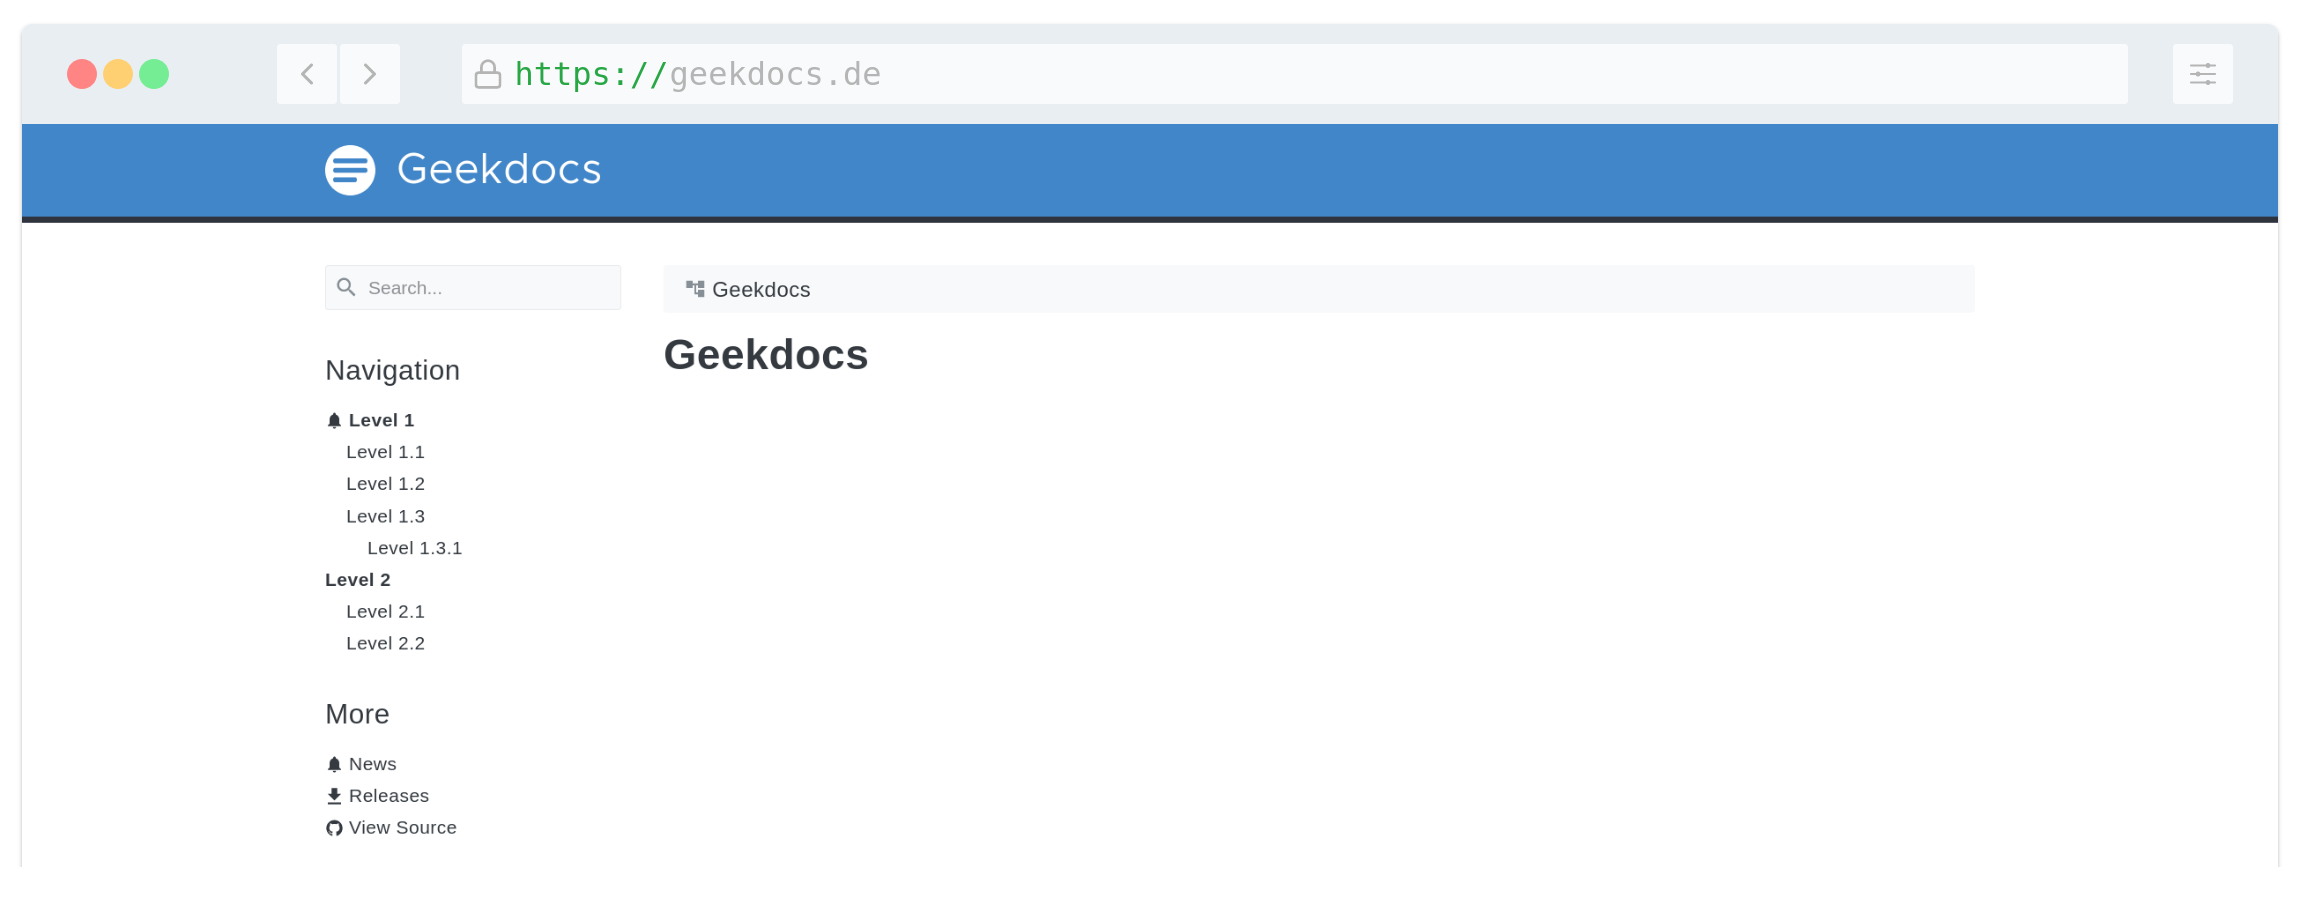 https://geekdocs.de
Geekdocs
Search...
Navigation
Level 1
Level 1.1
Level 1.2
Level 1.3
Level 1.3.1
Level 2
Level 2.1
Level 2.2
More
News
Releases
View Source
Geekdocs
Geekdocs